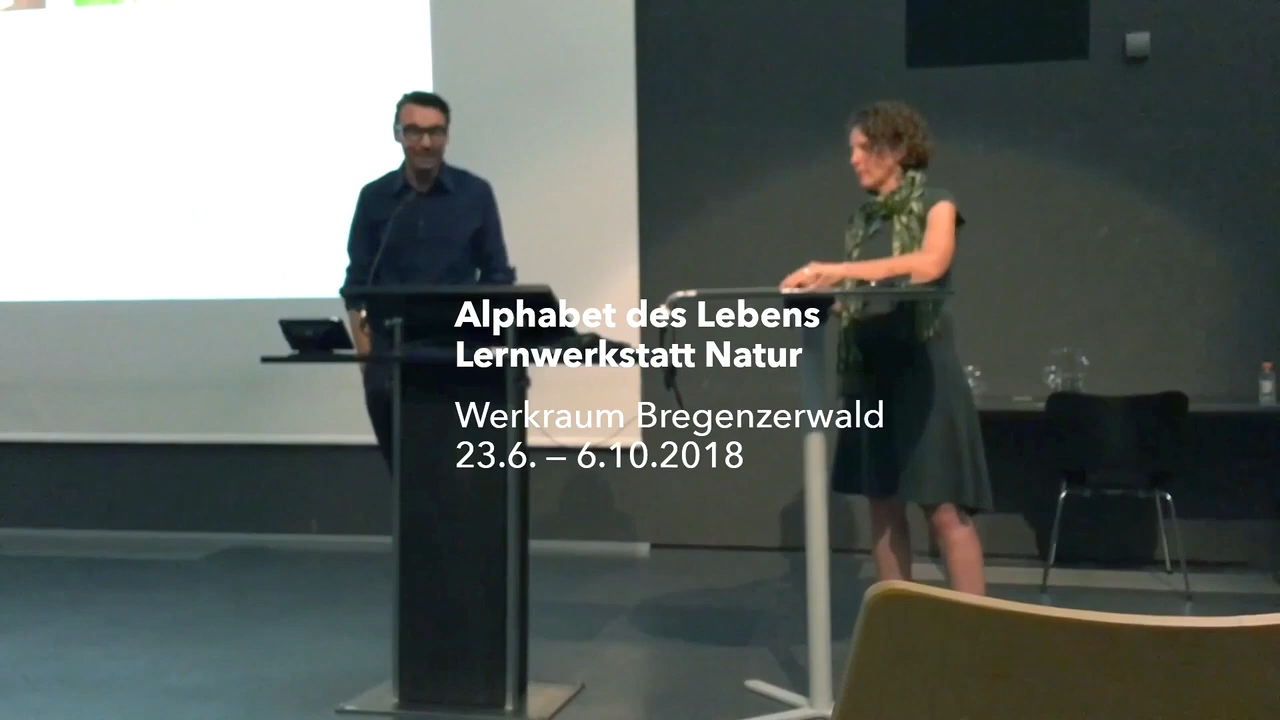 Alphabet des Lebens
Lernwerkstatt Natur
Werkraum Bregenzerwald
23.6. – 6.10.2018